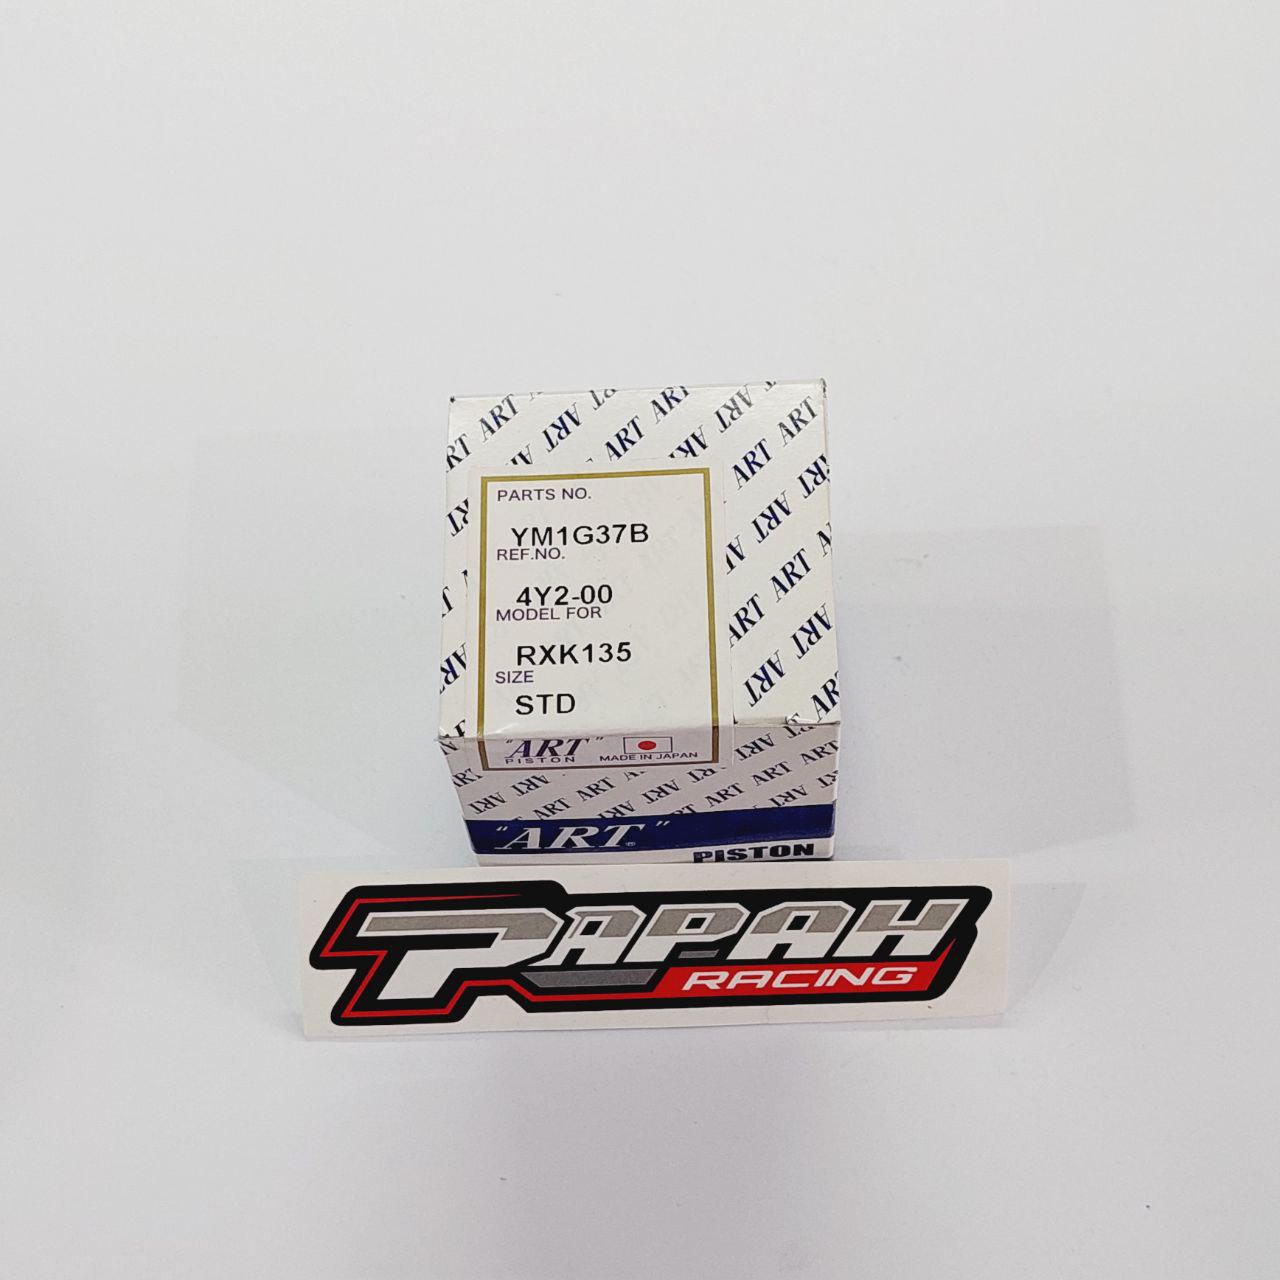 PARTS NO.
YM1G37B
REF.NO.
4Y2-00
MODEL FOR
RXK135
SIZE
STD
"ART"
PISTON
MADE IN JAPAN
"ART"®
PISTON
PAPAH
RACING